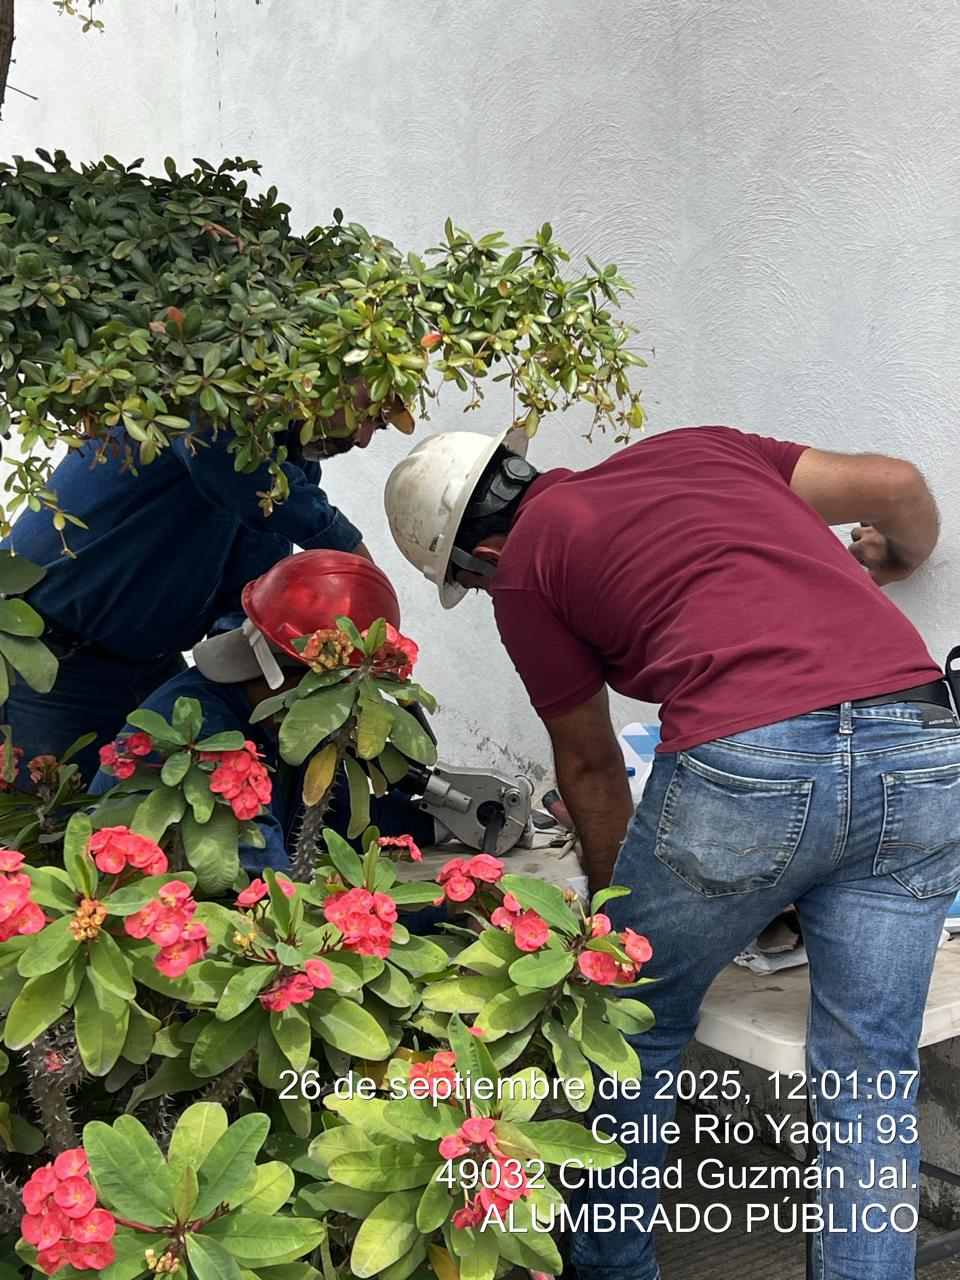 26 de septiembre de 2025, 12:01:07
Calle Río Yaqui 93
49032 Ciudad Guzmán Jal.
ALUMBRADO PÚBLICO